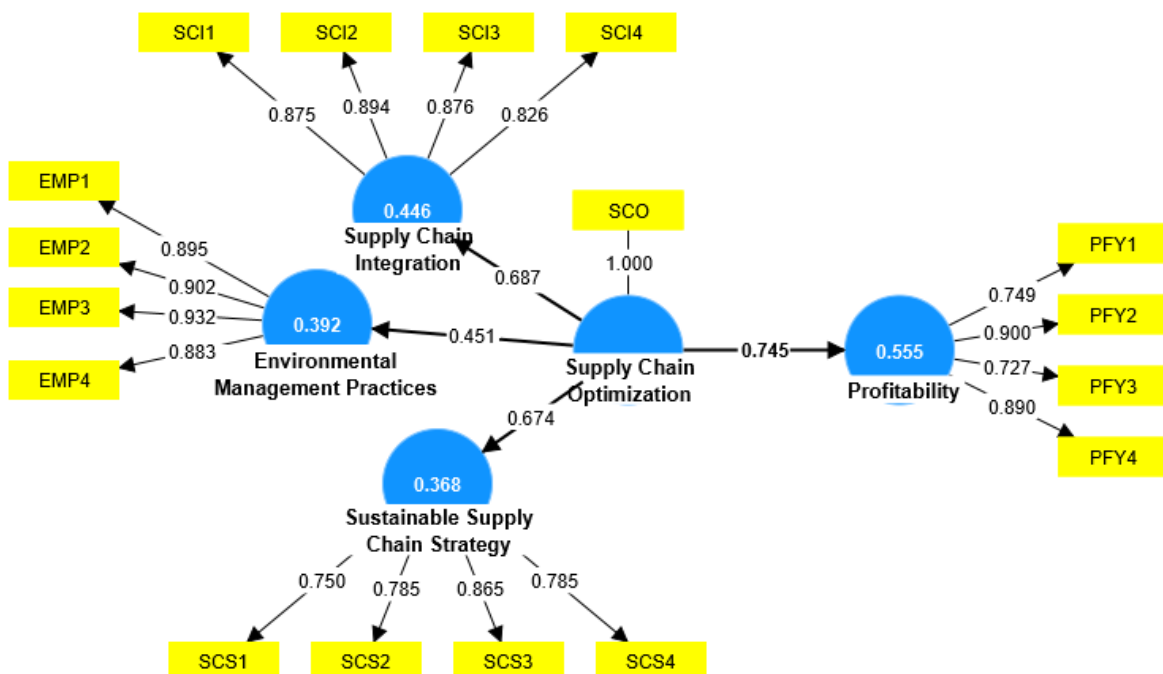 SCI1 SCI2 SCI3 SCI4
0.875 0.894 0.876 0.826
EMP1
EMP2
EMP3
EMP4
0.895
0.902
0.932
0.883
0.446
Supply Chain
Integration
SCO
1.000
0.687
0.392
Environmental
Management Practices
0.451
Supply Chain
Optimization
0.745
0.555
Profitability
0.749
0.900
0.727
0.890
PFY1
PFY2
PFY3
PFY4
0.674
0.368
Sustainable Supply
Chain Strategy
0.750 0.785 0.865 0.785
SCS1 SCS2 SCS3 SCS4